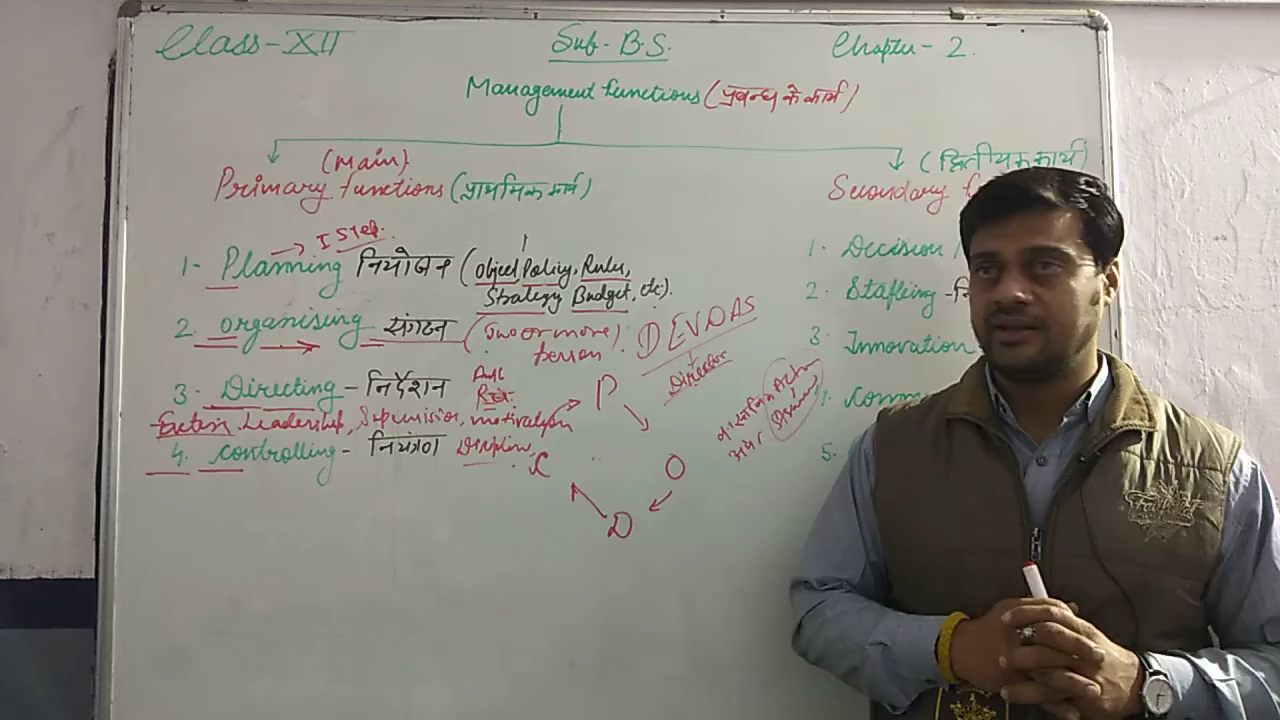 Class-XII
Sub-B.S.
Chapter-2.
Management functions (प्रबन्ध के कार्य)
(main)
Primary functions (प्राथमिक कार्य)
(द्वितीयक कार्य)
Secondary
→ I Step.
1- Planning नियोजन (object Policy, Rules,
Strategy Budget, etc).
2. organising संगठन (Two or more)
person
3. Directing - निर्देशन
Leadership, Supervision, motivation
4. controlling - नियंत्रण
DEVDAS
Director
P
O
D
C
1. Decision
2. Staffing
3. Innovation
4.
5.